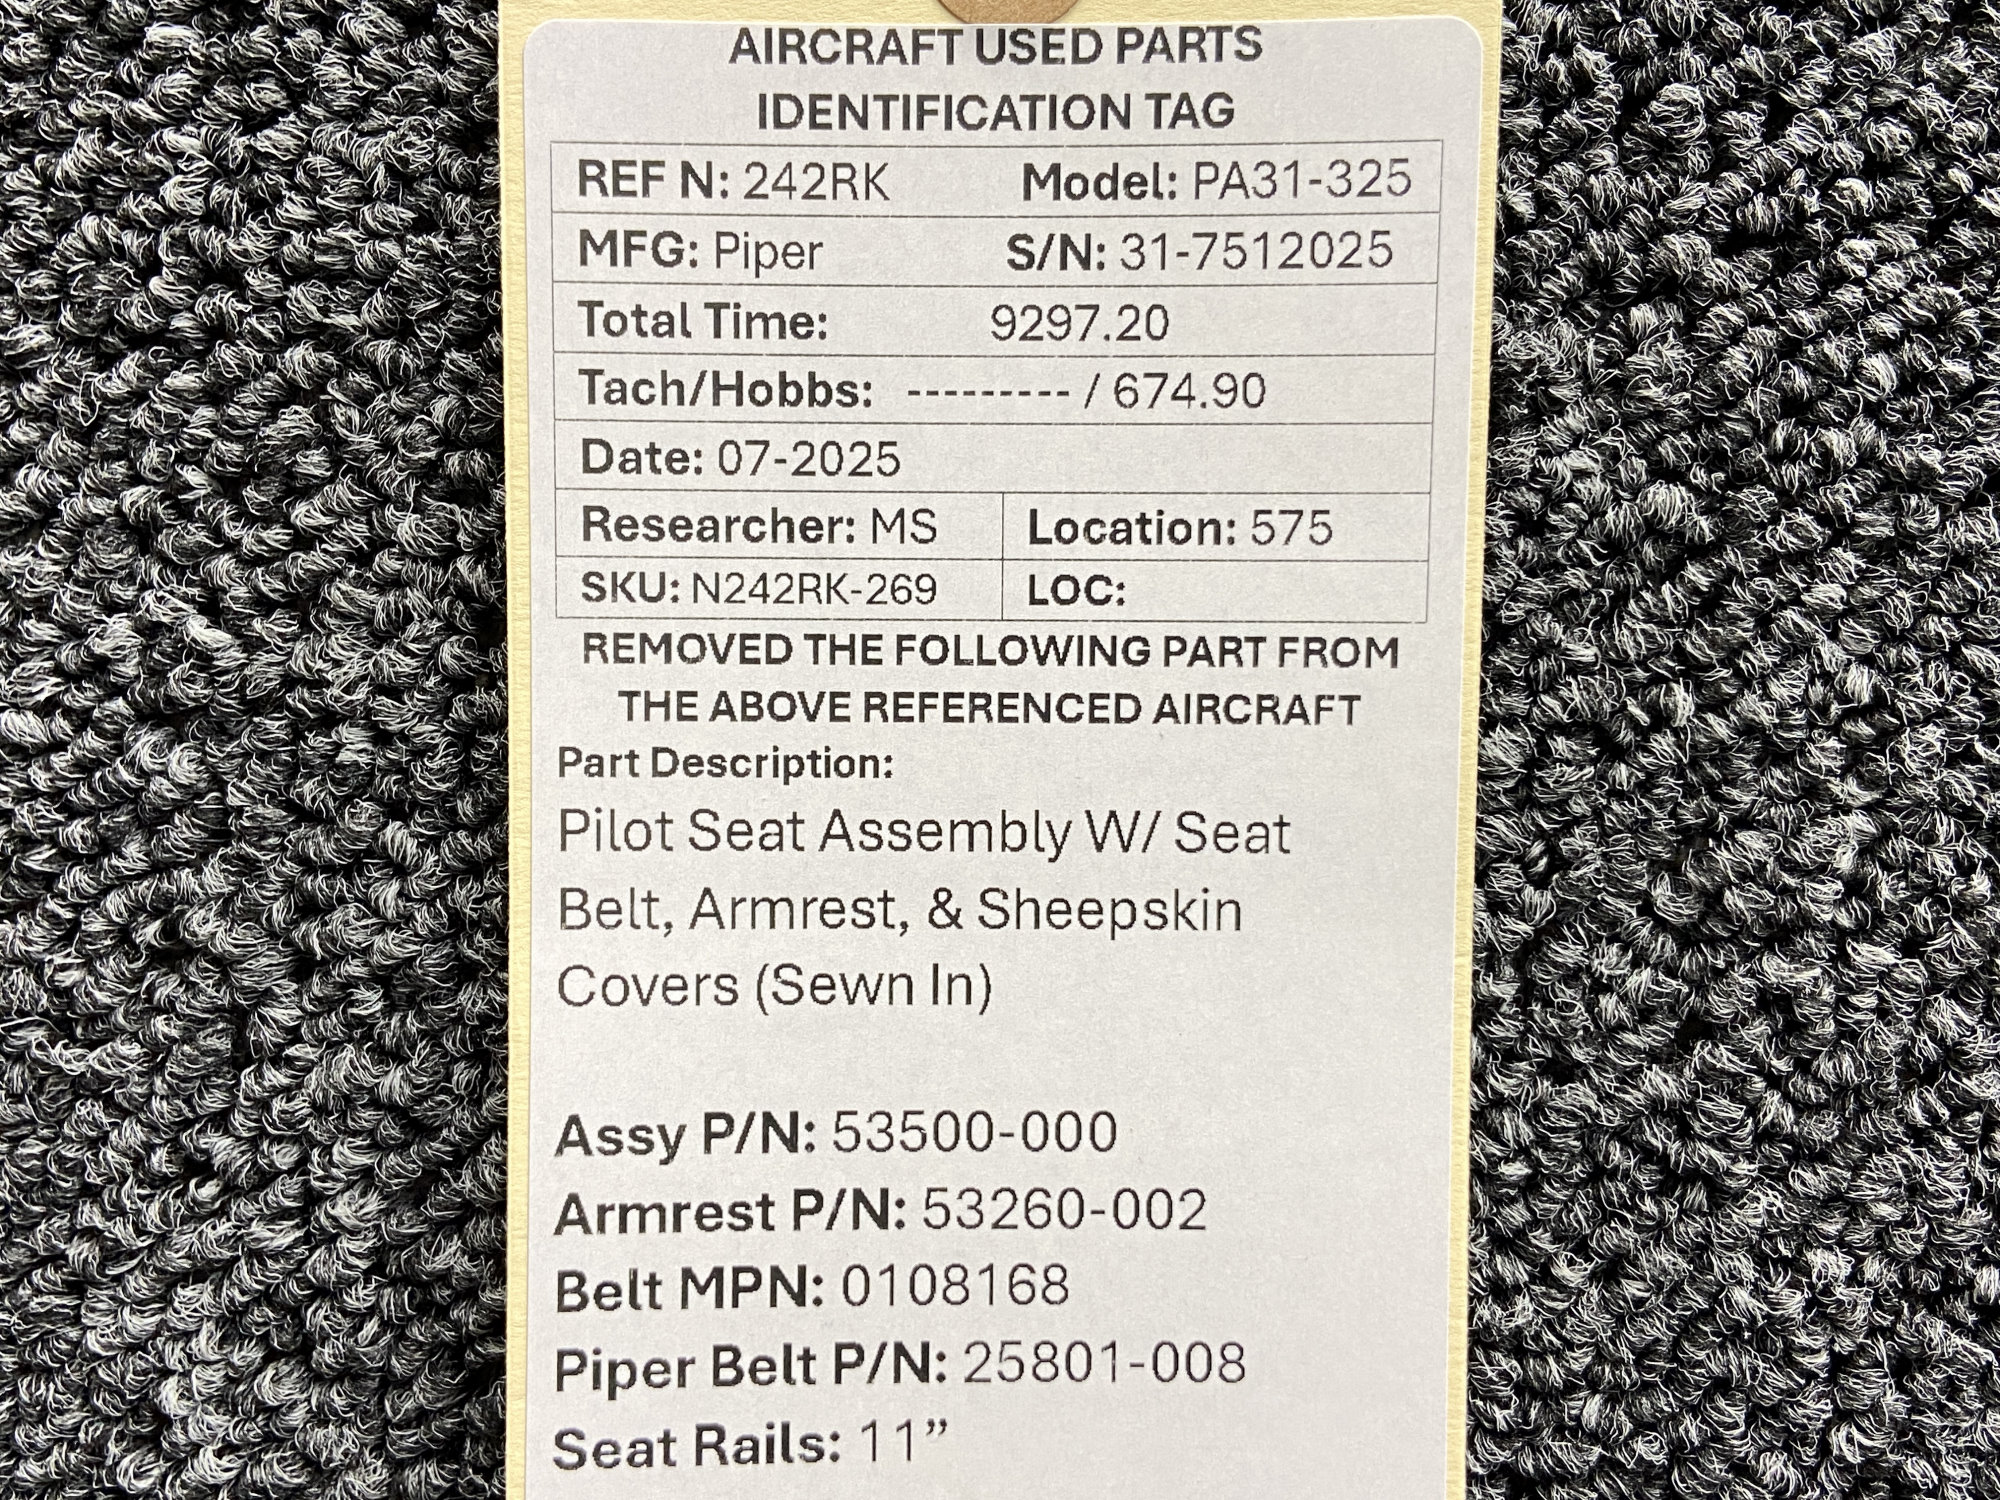 AIRCRAFT USED PARTS
IDENTIFICATION TAG
REF N: 242RK Model: PA31-325
MFG: Piper S/N: 31-7512025
Total Time: 9297.20
Tach/Hobbs: --------- / 674.90
Date: 07-2025
Researcher: MS Location: 575
SKU: N242RK-269 LOC:
REMOVED THE FOLLOWING PART FROM
THE ABOVE REFERENCED AIRCRAFT
Part Description:
Pilot Seat Assembly W/ Seat
Belt, Armrest, & Sheepskin
Covers (Sewn In)
Assy P/N: 53500-000
Armrest P/N: 53260-002
Belt MPN: 0108168
Piper Belt P/N: 25801-008
Seat Rails: 11”